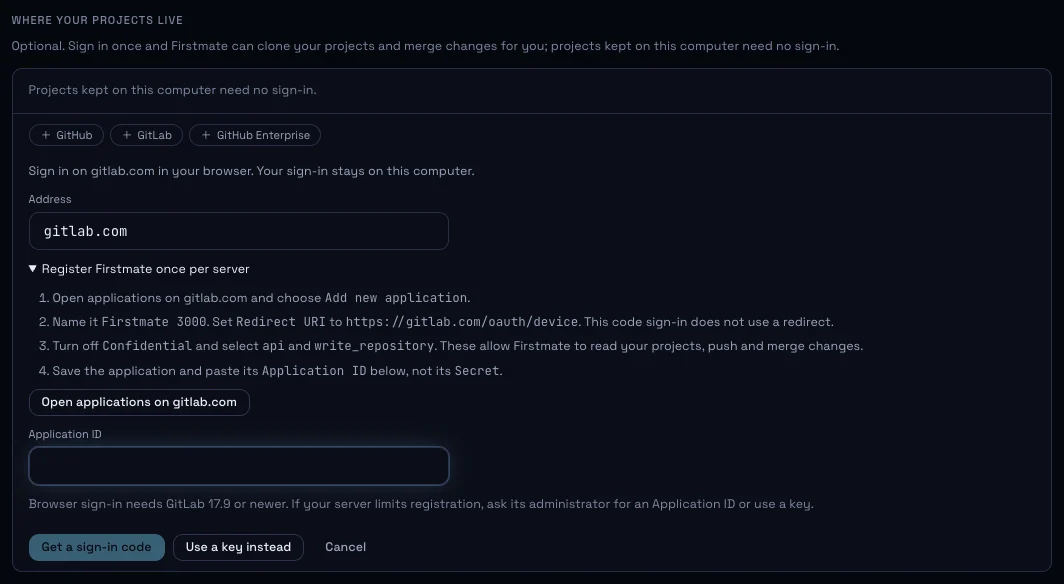 WHERE YOUR PROJECTS LIVE
Optional. Sign in once and Firstmate can clone your projects and merge changes for you; projects kept on this computer need no sign-in.
Projects kept on this computer need no sign-in.
+ GitHub + GitLab + GitHub Enterprise
Sign in on gitlab.com in your browser. Your sign-in stays on this computer.
Address
gitlab.com
▼ Register Firstmate once per server
1. Open applications on gitlab.com and choose Add new application.
2. Name it Firstmate 3000. Set Redirect URI to https://gitlab.com/oauth/device. This code sign-in does not use a redirect.
3. Turn off Confidential and select api and write_repository. These allow Firstmate to read your projects, push and merge changes.
4. Save the application and paste its Application ID below, not its Secret.
Open applications on gitlab.com
Application ID
Browser sign-in needs GitLab 17.9 or newer. If your server limits registration, ask its administrator for an Application ID or use a key.
Get a sign-in code Use a key instead Cancel